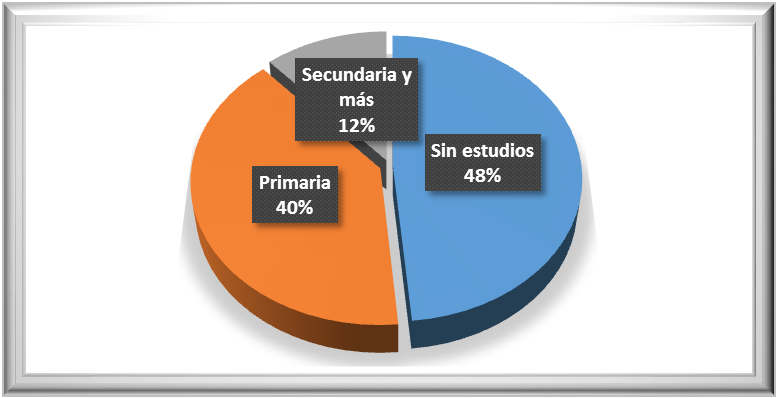 Secundaria y
más
12%
Sin estudios
48%
Primaria
40%